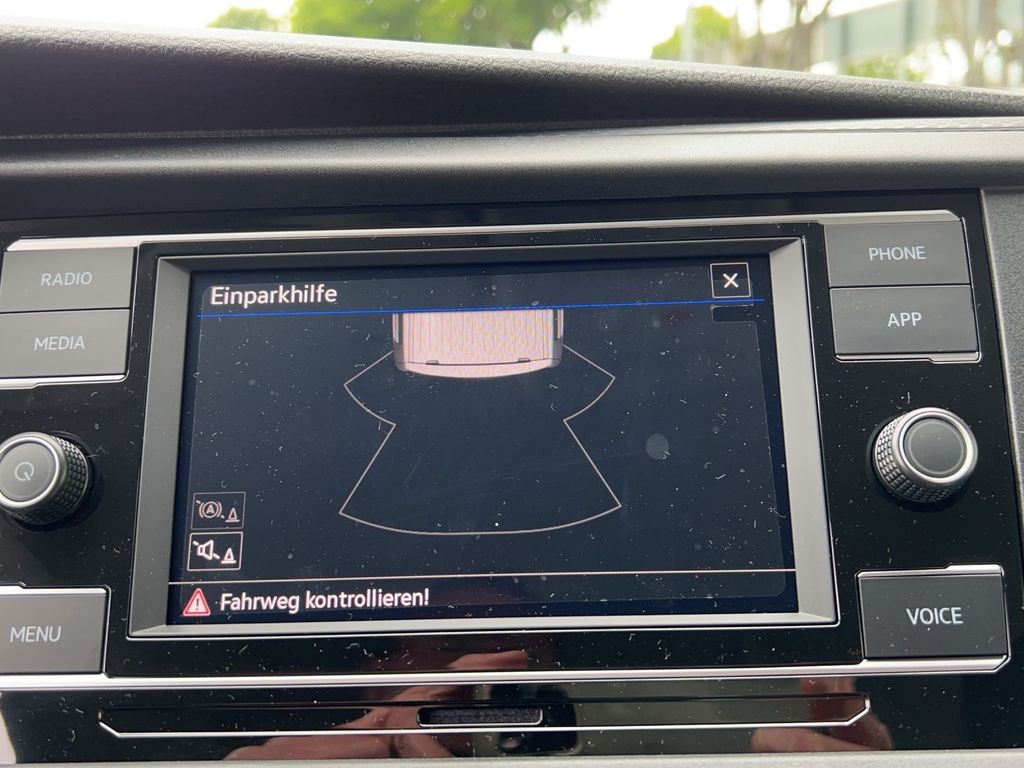 RADIO
MEDIA
MENU
Einparkhilfe
Fahrweg kontrollieren!
PHONE
APP
VOICE